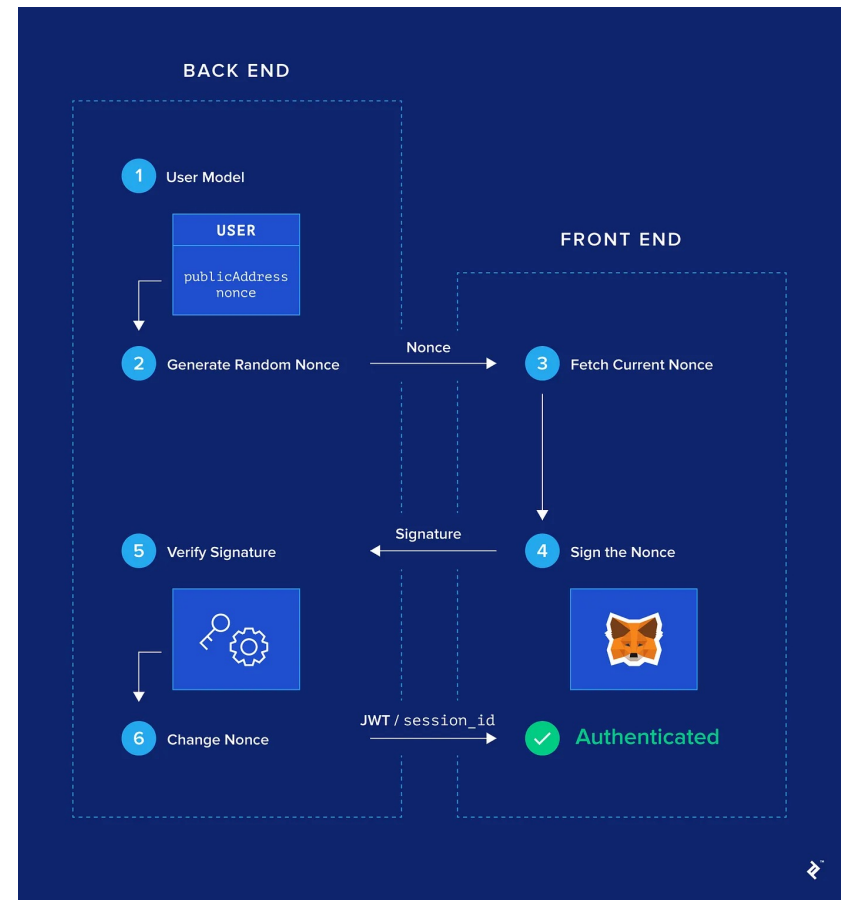 BACK END
1 User Model
USER
publicAddress
nonce
FRONT END
2 Generate Random Nonce
Nonce
3 Fetch Current Nonce
5 Verify Signature
Signature
4 Sign the Nonce
6 Change Nonce
JWT / session_id
Authenticated